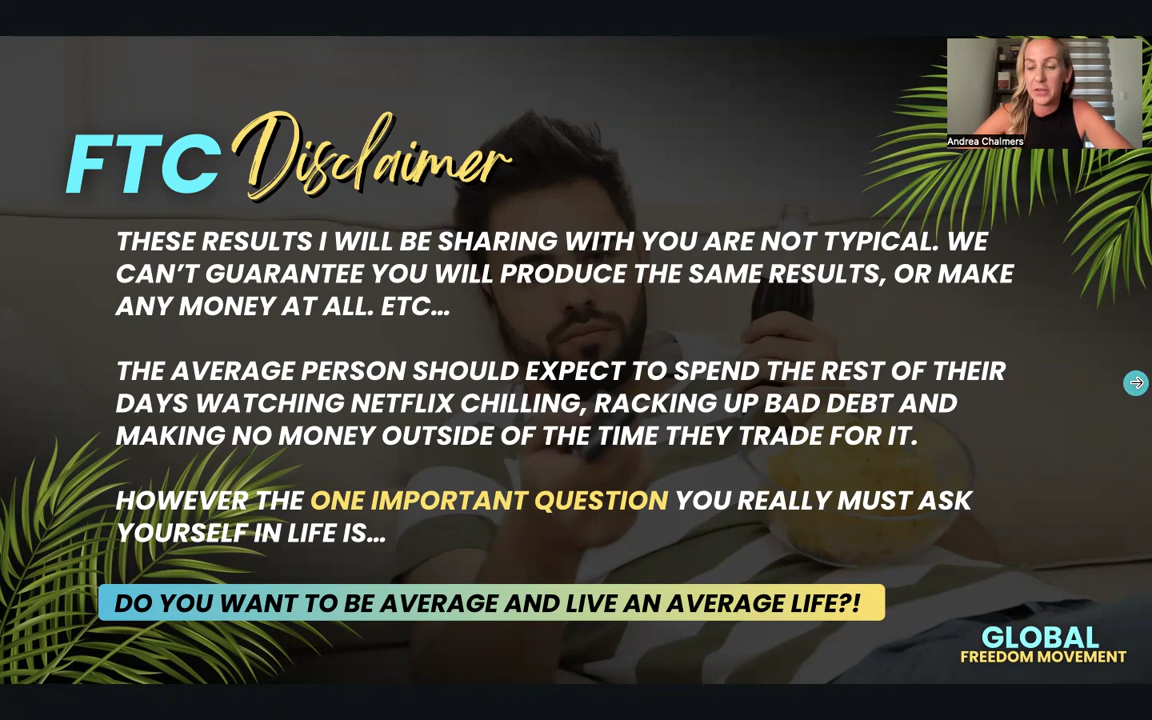 Andrea Chalmers
FTC Disclaimer
THESE RESULTS I WILL BE SHARING WITH YOU ARE NOT TYPICAL. WE
CAN’T GUARANTEE YOU WILL PRODUCE THE SAME RESULTS, OR MAKE
ANY MONEY AT ALL. ETC...
THE AVERAGE PERSON SHOULD EXPECT TO SPEND THE REST OF THEIR
DAYS WATCHING NETFLIX CHILLING, RACKING UP BAD DEBT AND
MAKING NO MONEY OUTSIDE OF THE TIME THEY TRADE FOR IT.
HOWEVER THE ONE IMPORTANT QUESTION YOU REALLY MUST ASK
YOURSELF IN LIFE IS...
DO YOU WANT TO BE AVERAGE AND LIVE AN AVERAGE LIFE?!
GLOBAL
FREEDOM MOVEMENT